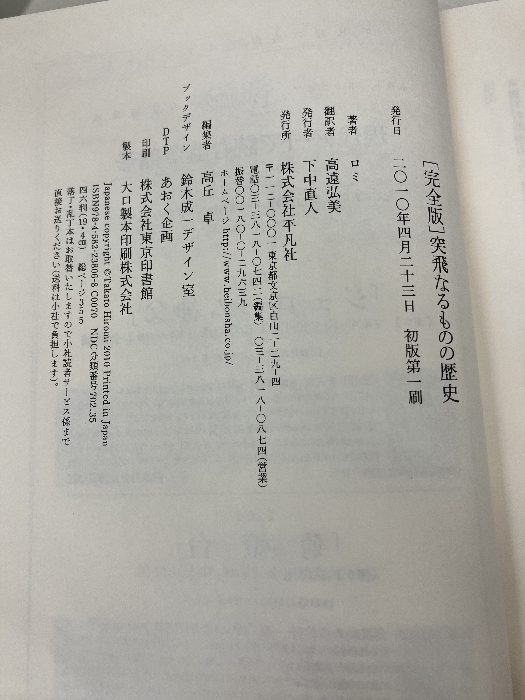 ［完全版］突飛なるものの歴史
発行日 二〇一〇年四月二十三日 初版第一刷
著者 ロミ
翻訳者 高遠弘美
発行者 下中直人
発行所 株式会社平凡社
〒一一二-〇〇〇一 東京都文京区白山二-二九-四
電話〇三-三八一八-〇七四二（編集） 〇三-三八一八-〇八七四（営業）
振替〇〇一八〇-〇-二九六三九
ホームページ http://www.heibonsha.co.jp/
編集者 高丘卓
ブックデザイン 鈴木成一デザイン室
DTP あおく企画
印刷 株式会社東京印書館
製本 大口製本印刷株式会社
Japanese copyright ©Takato Hiromi 2010 Printed in Japan
ISBN978-4-582-23806-8 C0070 NDC分類番号702.35
四六判（19・4㎝） 総ページ355
落丁・乱丁本はお取替いたしますので小社読者サービス係まで
直接お送りください（送料は小社で負担します）。